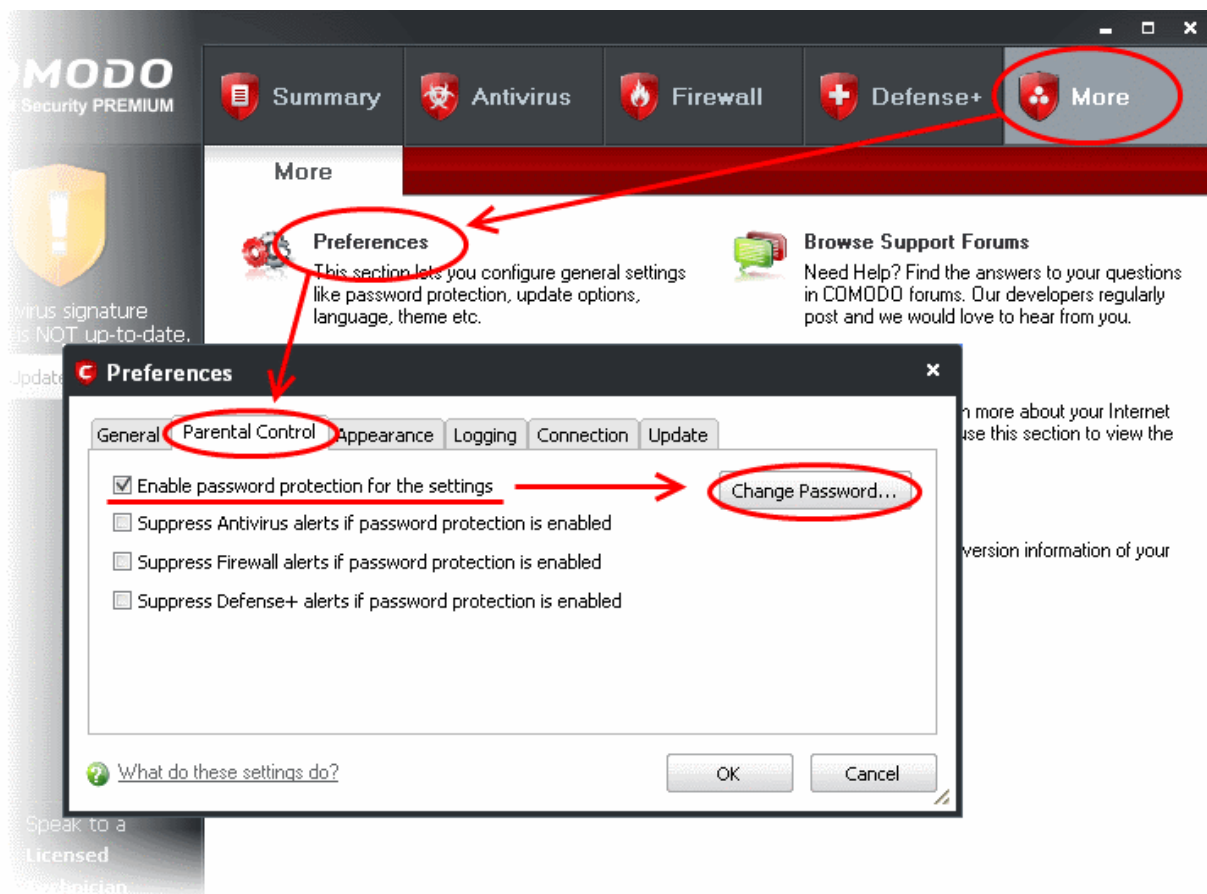 OMODO
Security PREMIUM
Summary
Antivirus
Firewall
Defense+
More
More
Preferences
This section lets you configure general settings
like password protection, update options,
language, theme etc.
Browse Support Forums
Need Help? Find the answers to your questions
in COMODO forums. Our developers regularly
post and we would love to hear from you.
virus signature
is NOT up-to-date.
Update
Preferences
General
Parental Control
Appearance
Logging
Connection
Update
Enable password protection for the settings
Change Password...
Suppress Antivirus alerts if password protection is enabled
Suppress Firewall alerts if password protection is enabled
Suppress Defense+ alerts if password protection is enabled
What do these settings do?
OK
Cancel
more about your Internet
use this section to view the
version information of your
Speak to a
Licensed
Technician